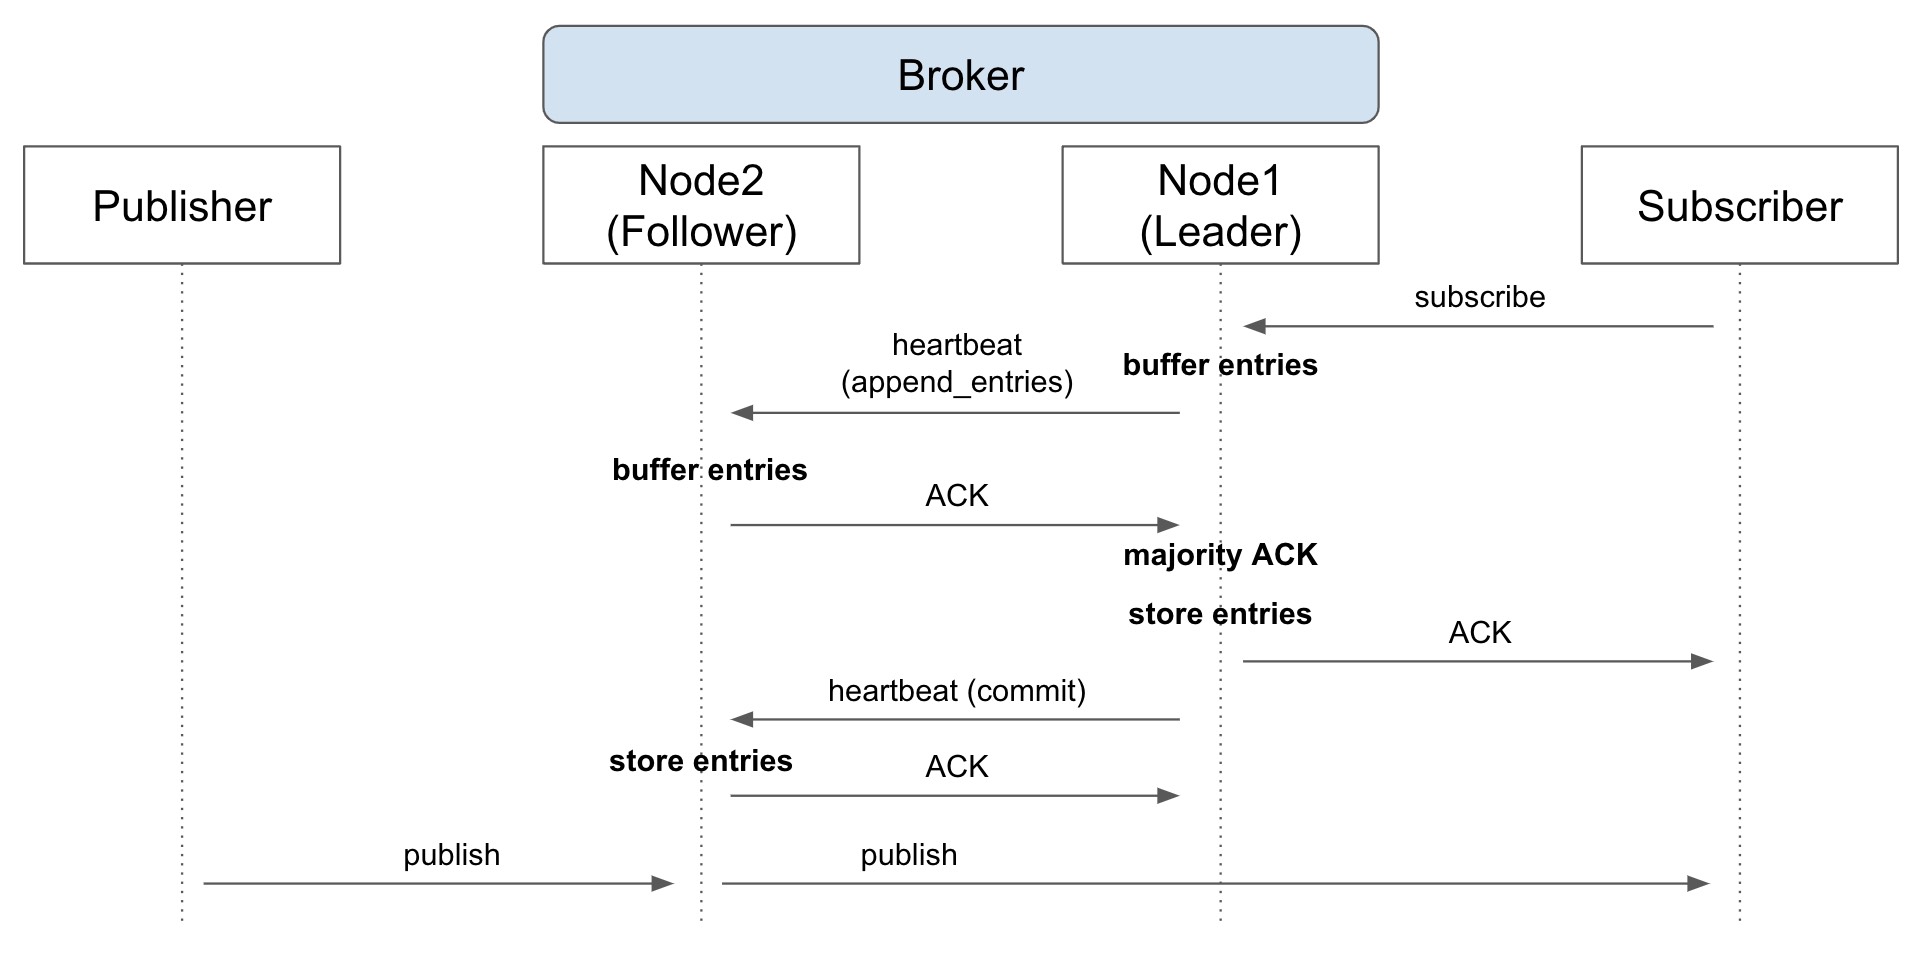 Broker
Publisher
Node2
(Follower)
Node1
(Leader)
Subscriber
subscribe
heartbeat
(append_entries)
buffer entries
buffer entries
ACK
majority ACK
store entries
ACK
heartbeat (commit)
store entries
ACK
publish
publish